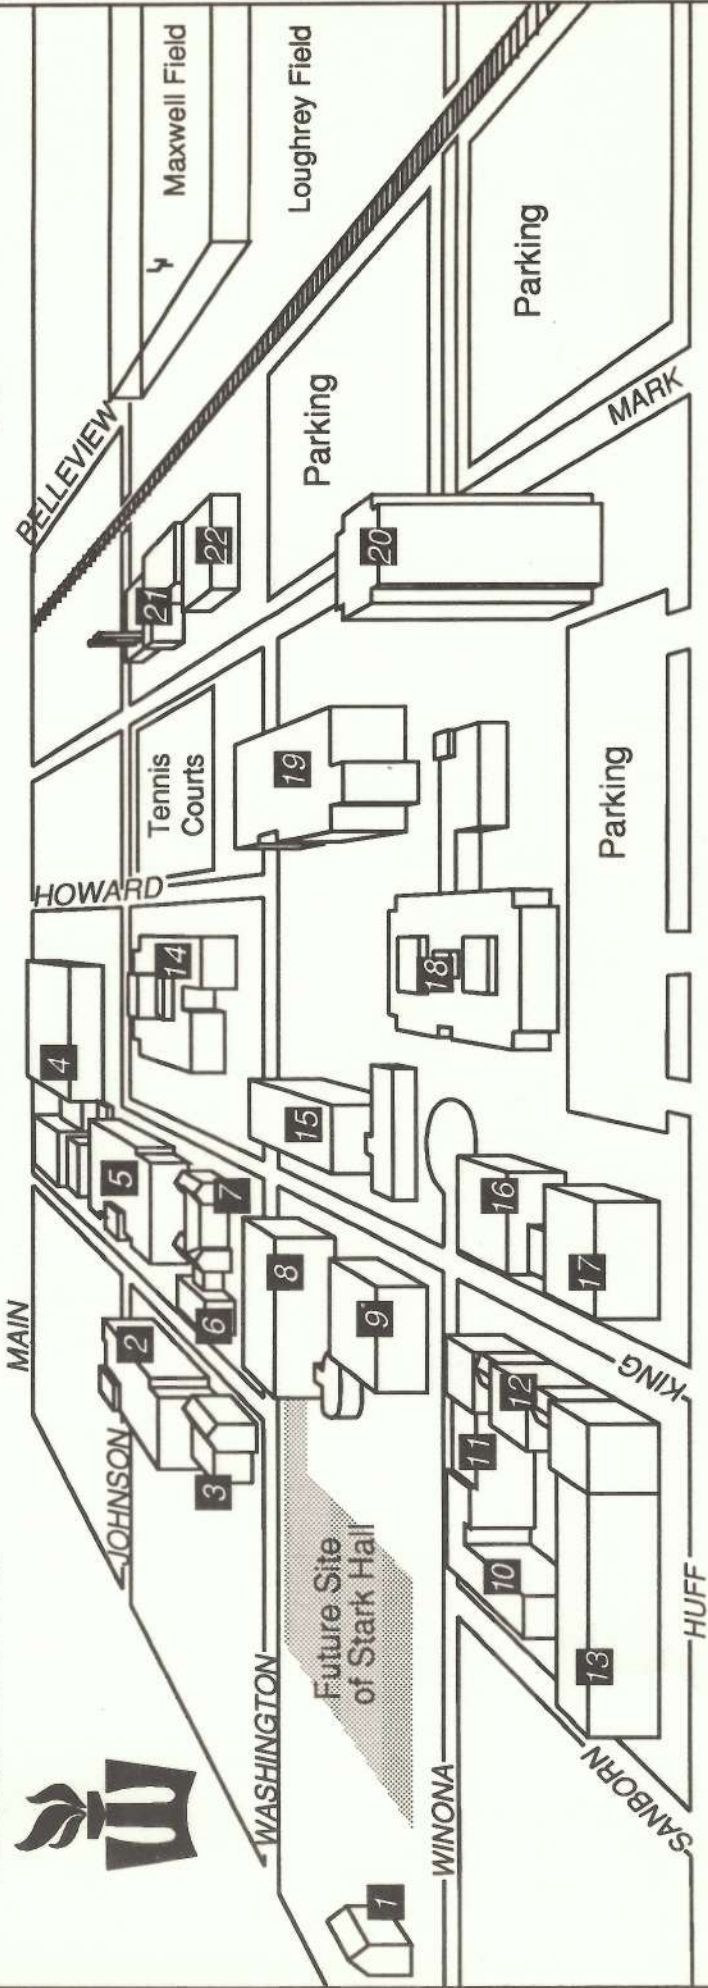 MAIN
BELLEVIEW
Maxwell Field
Loughrey Field
JOHNSON
HOWARD
Tennis
Courts
Parking
Parking
MARK
WASHINGTON
Future Site
of Stark Hall
WINONA
SANBORN
KING
HUFF
Parking
1
2
3
4
5
6
7
8
9
10
11
12
13
14
15
16
17
18
19
20
21
22